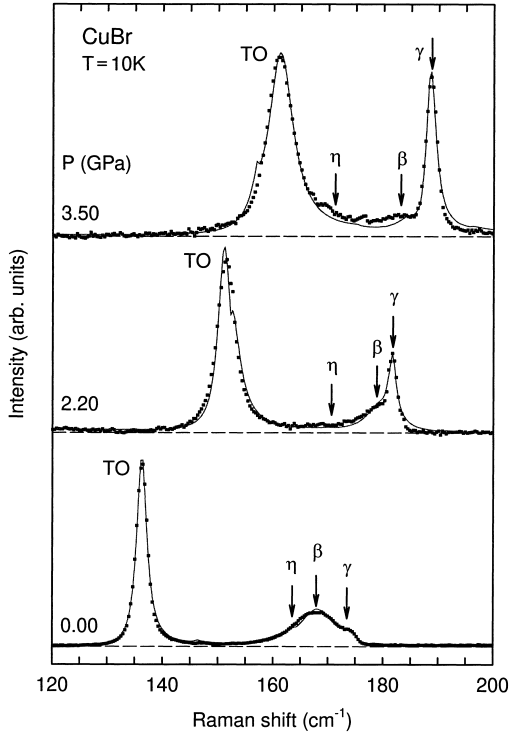 CuBr
T = 10K
P (GPa)
TO
γ
η
β
3.50
TO
γ
β
η
2.20
TO
β
η
γ
0.00
120
140
160
180
200
Raman shift (cm⁻¹)
Intensity (arb. units)